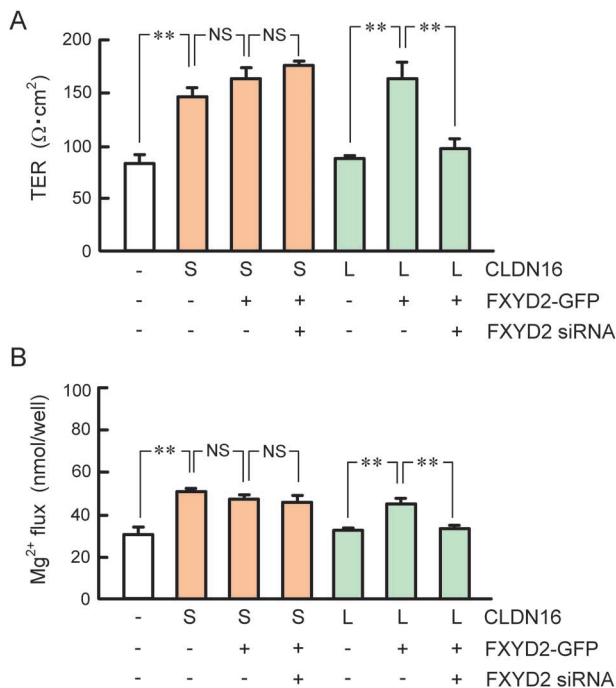 A
TER (Ω·cm²)
200
150
100
50
0
** NS NS ** **
- S S S L L L CLDN16
- - + + - + + FXYD2-GFP
- - - + - - + FXYD2 siRNA
B
Mg²⁺ flux (nmol/well)
100
80
60
40
20
0
** NS NS ** **
- S S S L L L CLDN16
- - + + - + + FXYD2-GFP
- - - + - - + FXYD2 siRNA